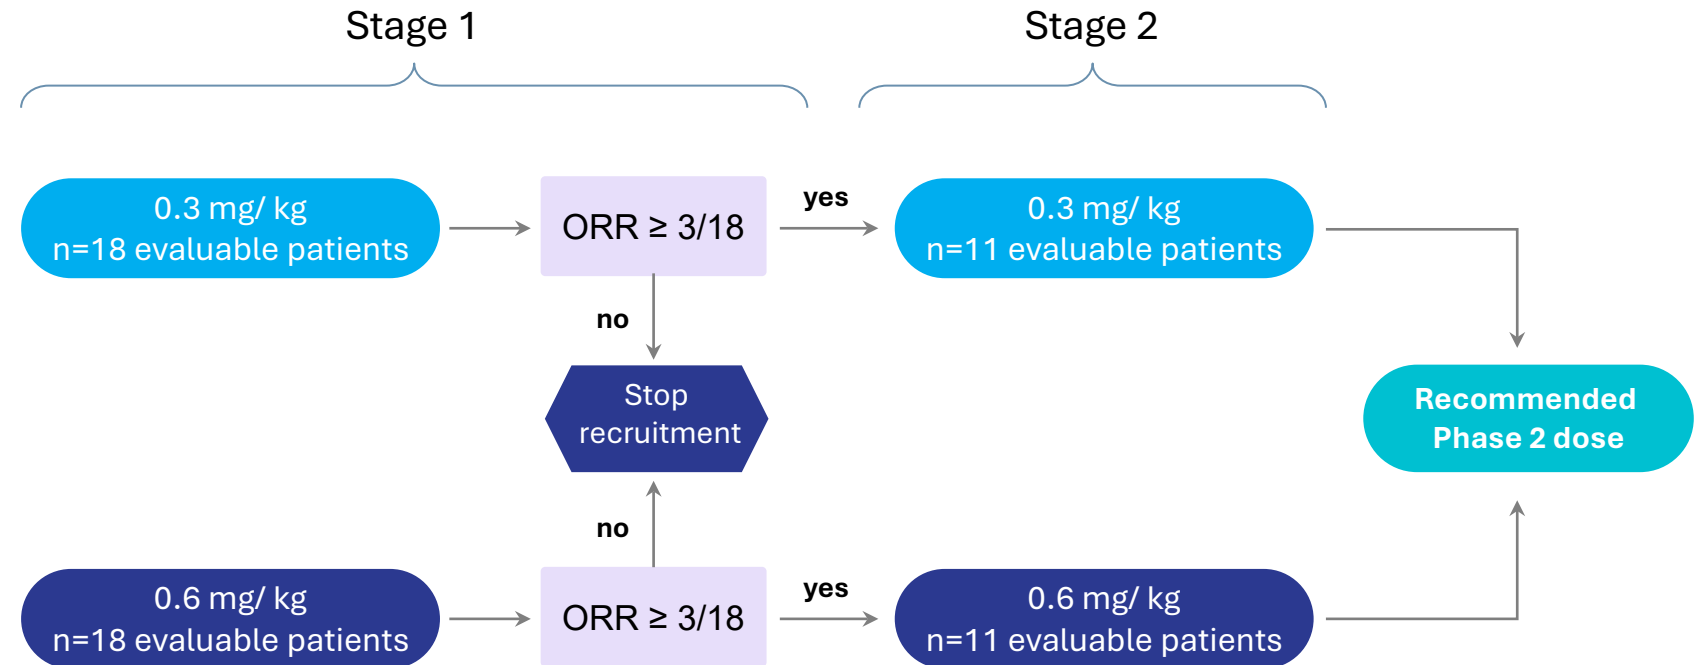 Stage 1
Stage 2
0.3 mg/ kg
n=18 evaluable patients
ORR ≥ 3/18
yes
0.3 mg/ kg
n=11 evaluable patients
no
Stop
recruitment
Recommended
Phase 2 dose
no
0.6 mg/ kg
n=18 evaluable patients
ORR ≥ 3/18
yes
0.6 mg/ kg
n=11 evaluable patients